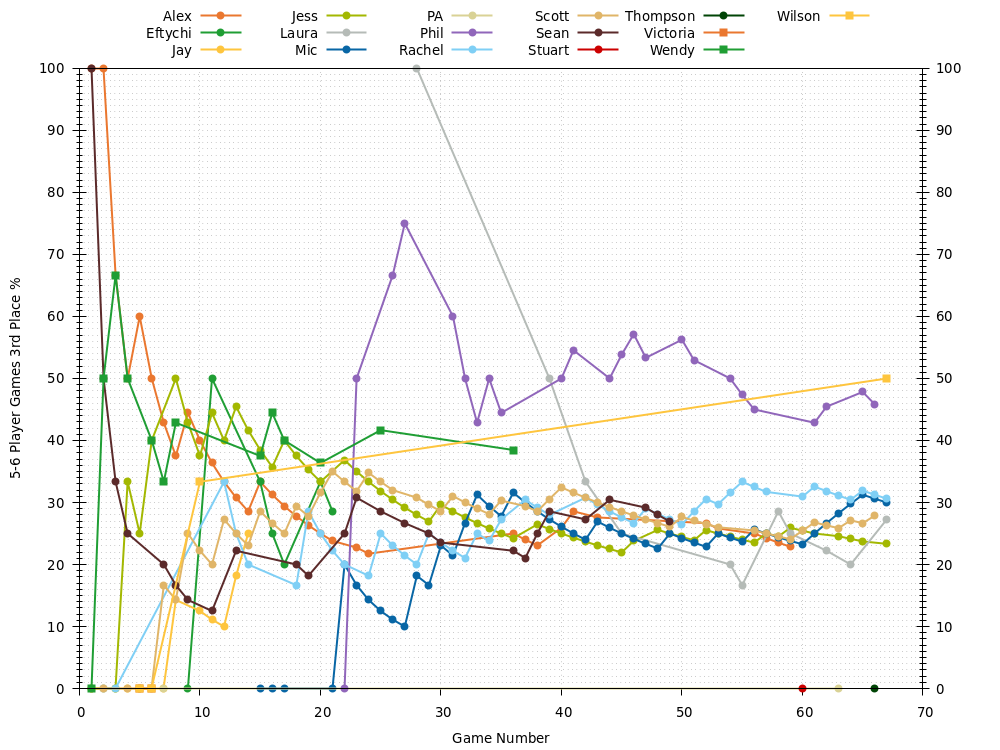 Alex Jess PA Scott Thompson Wilson
Eftychi Laura Phil Sean Victoria
Jay Mic Rachel Stuart Wendy
100 100
90 90
80 80
70 70
60 60
50 50
40 40
30 30
20 20
10 10
0 0
0 10 20 30 40 50 60 70
5-6 Player Games 3rd Place %
Game Number